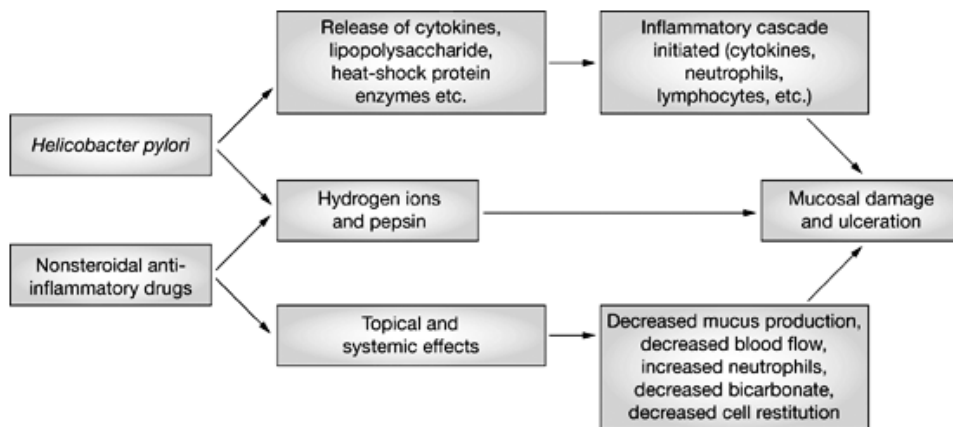 Release of cytokines,
lipopolysaccharide,
heat-shock protein
enzymes etc.
Inflammatory cascade
initiated (cytokines,
neutrophils,
lymphocytes, etc.)
Helicobacter pylori
Hydrogen ions
and pepsin
Mucosal damage
and ulceration
Nonsteroidal anti-
inflammatory drugs
Topical and
systemic effects
Decreased mucus production,
decreased blood flow,
increased neutrophils,
decreased bicarbonate,
decreased cell restitution